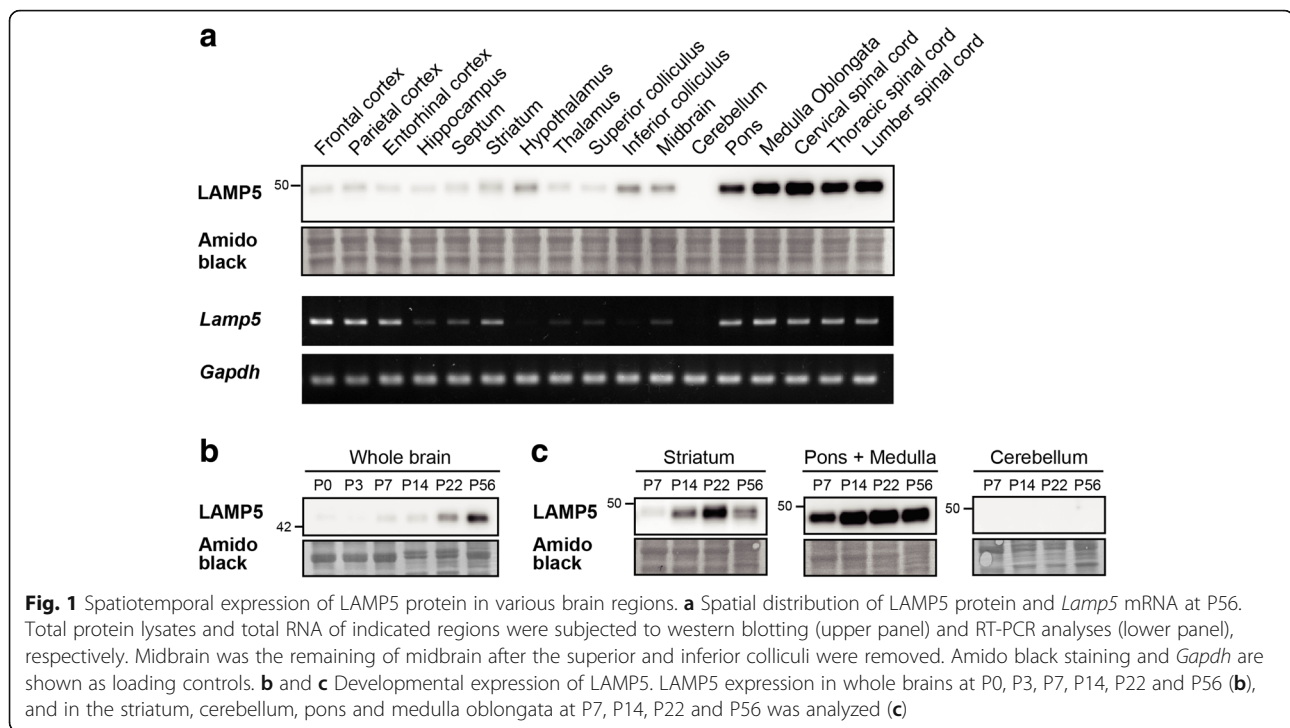 a
Frontal cortex
Parietal cortex
Entorhinal cortex
Hippocampus
Septum
Striatum
Hypothalamus
Thalamus
Superior colliculus
Inferior colliculus
Midbrain
Cerebellum
Pons
Medulla Oblongata
Cervical spinal cord
Thoracic spinal cord
Lumber spinal cord
LAMP5
50
Amido
black
Lamp5
Gapdh
b
Whole brain
P0 P3 P7 P14 P22 P56
LAMP5
42
Amido
black
c
Striatum
P7 P14 P22 P56
50
LAMP5
Amido
black
Pons + Medulla
P7 P14 P22 P56
50
Cerebellum
P7 P14 P22 P56
50
Fig. 1 Spatiotemporal expression of LAMP5 protein in various brain regions. a Spatial distribution of LAMP5 protein and Lamp5 mRNA at P56.
Total protein lysates and total RNA of indicated regions were subjected to western blotting (upper panel) and RT-PCR analyses (lower panel),
respectively. Midbrain was the remaining of midbrain after the superior and inferior colliculi were removed. Amido black staining and Gapdh are
shown as loading controls. b and c Developmental expression of LAMP5. LAMP5 expression in whole brains at P0, P3, P7, P14, P22 and P56 (b),
and in the striatum, cerebellum, pons and medulla oblongata at P7, P14, P22 and P56 was analyzed (c)